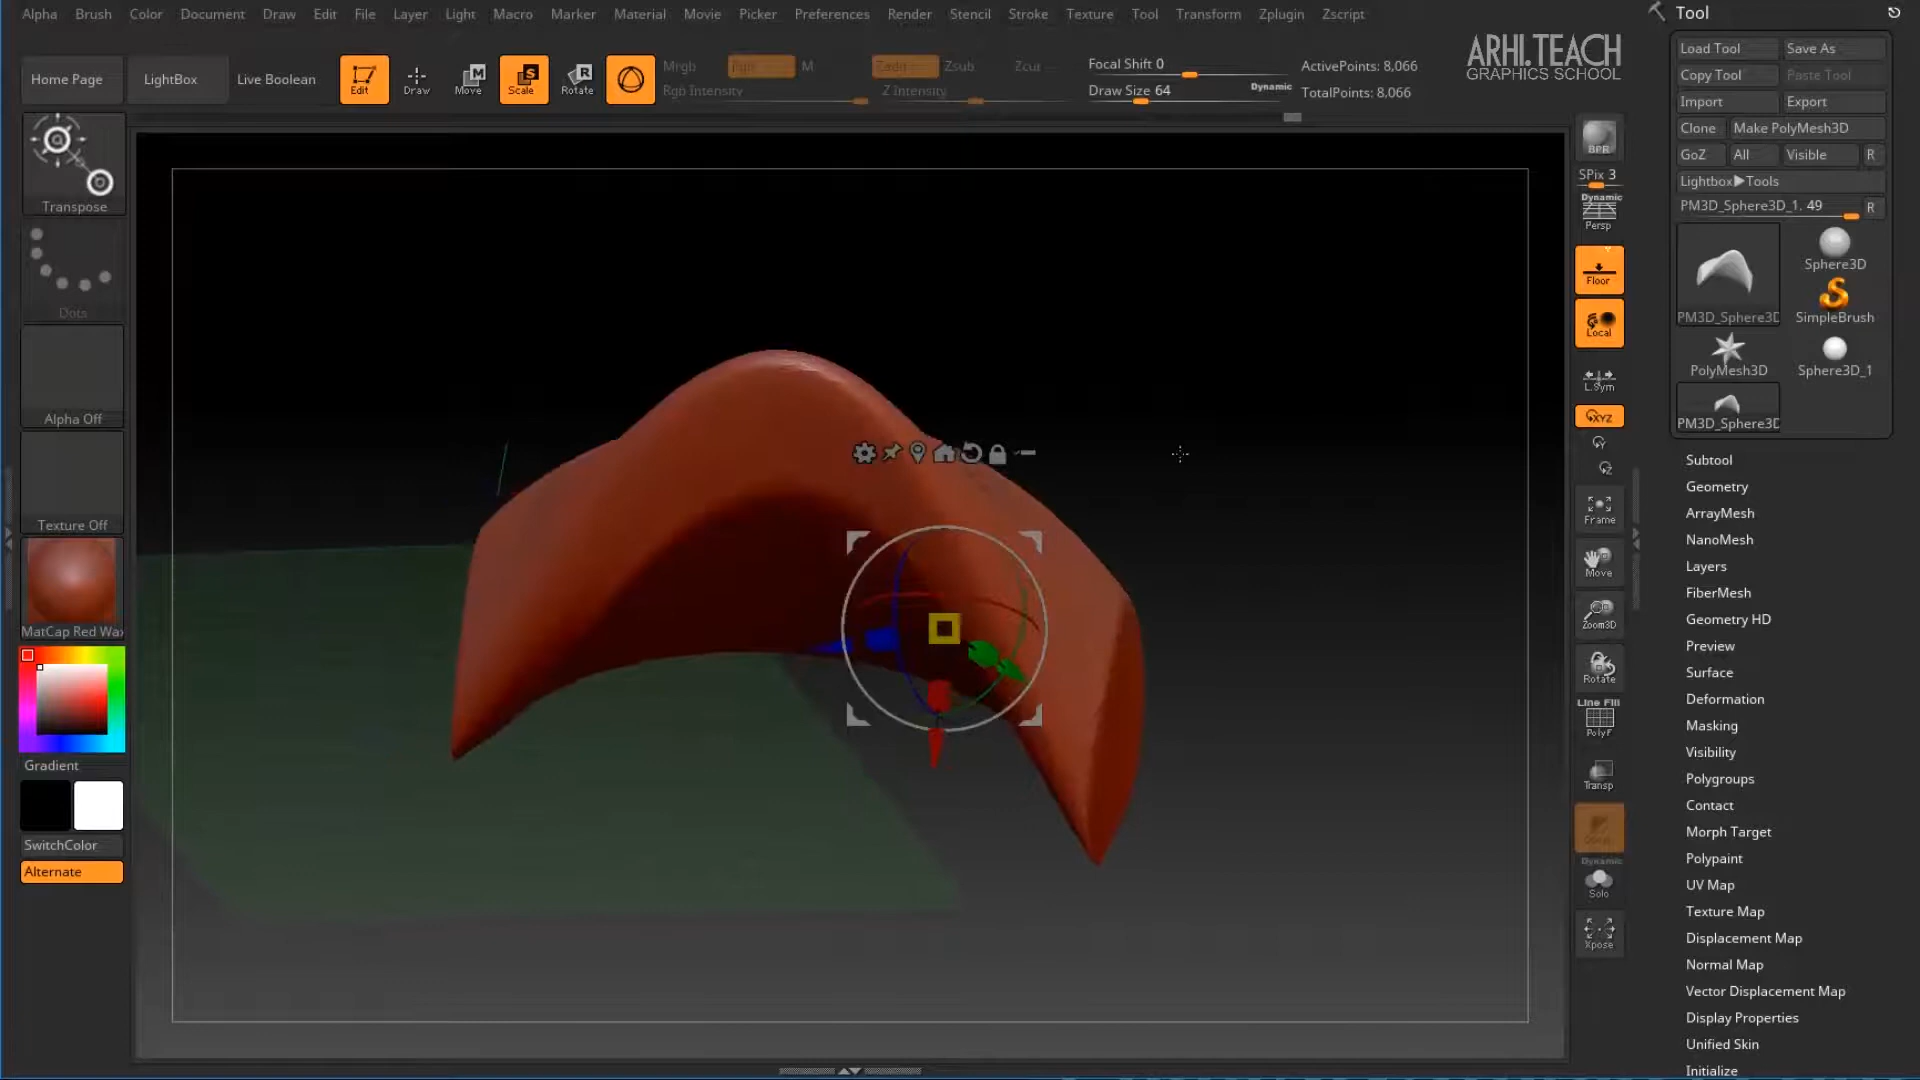 Alpha Brush Color Document Draw Edit File Layer Light Macro Marker Material Movie Picker Preferences Render Stencil Stroke Texture Tool Transform Zplugin Zscript
Home Page
LightBox
Live Boolean
Edit
Draw
Move
Scale
Rotate
Mrgb
Rgb
M
Rgb Intensity
Zadd
Zsub
Zcut
Z Intensity
Focal Shift 0
Draw Size 64
Dynamic
ActivePoints: 8,066
TotalPoints: 8,066
ARHI.TEACH
GRAPHICS SCHOOL
Transpose
Dots
Alpha Off
Texture Off
MatCap Red Wax
Gradient
SwitchColor
Alternate
BPR
SPix 3
Dynamic
Persp
Floor
Local
L.Sym
XYZ
Frame
Move
Zoom3D
Rotate
Line Fill
PolyF
Transp
Dynamic
Solo
Xpose
Tool
Load Tool
Save As
Copy Tool
Paste Tool
Import
Export
Clone
Make PolyMesh3D
GoZ
All
Visible
R
Lightbox▶Tools
PM3D_Sphere3D_1. 49
R
PM3D_Sphere3D
Sphere3D
SimpleBrush
PolyMesh3D
Sphere3D_1
PM3D_Sphere3D
Subtool
Geometry
ArrayMesh
NanoMesh
Layers
FiberMesh
Geometry HD
Preview
Surface
Deformation
Masking
Visibility
Polygroups
Contact
Morph Target
Polypaint
UV Map
Texture Map
Displacement Map
Normal Map
Vector Displacement Map
Display Properties
Unified Skin
Initialize